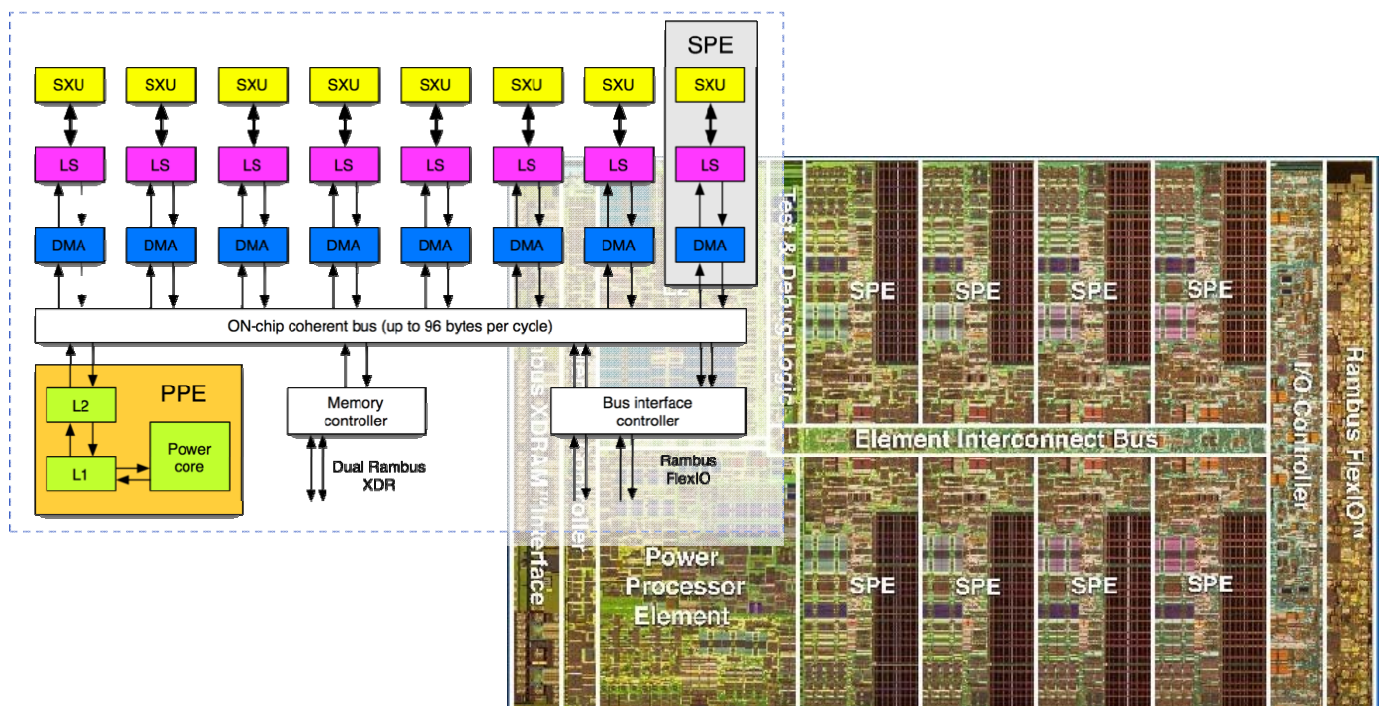 SPE
SXU SXU SXU SXU SXU SXU SXU SXU
LS LS LS LS LS LS LS LS
DMA DMA DMA DMA DMA DMA DMA DMA
ON-chip coherent bus (up to 96 bytes per cycle)
PPE
L2
L1
Power
core
Memory
controller
Dual Rambus
XDR
Bus interface
controller
Rambus
FlexIO
Test & Debug Logic
SPE SPE SPE SPE
Element Interconnect Bus
Power
Processor
Element
SPE SPE SPE SPE
I/O Controller
Rambus FlexIO™
Interface